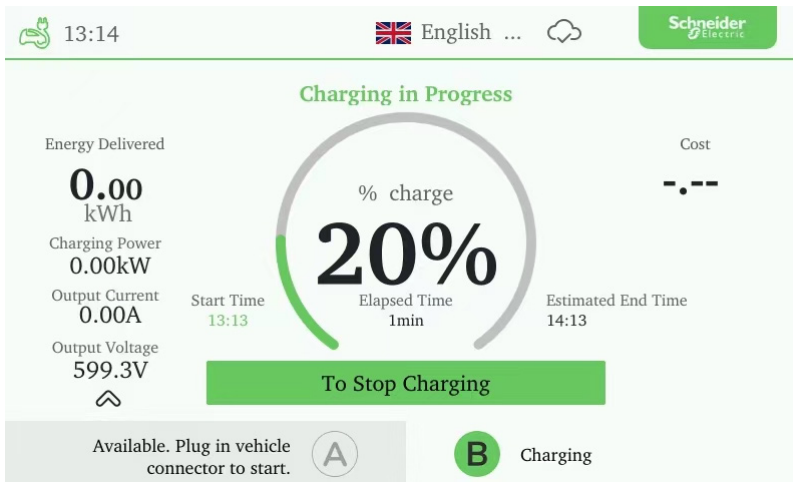 13:14
English ...
Schneider
Electric
Charging in Progress
Energy Delivered
0.00
kWh
Charging Power
0.00kW
Output Current
0.00A
Output Voltage
599.3V
% charge
20%
Cost
-.--
Start Time
13:13
Elapsed Time
1min
Estimated End Time
14:13
To Stop Charging
Available. Plug in vehicle
connector to start.
A
B
Charging